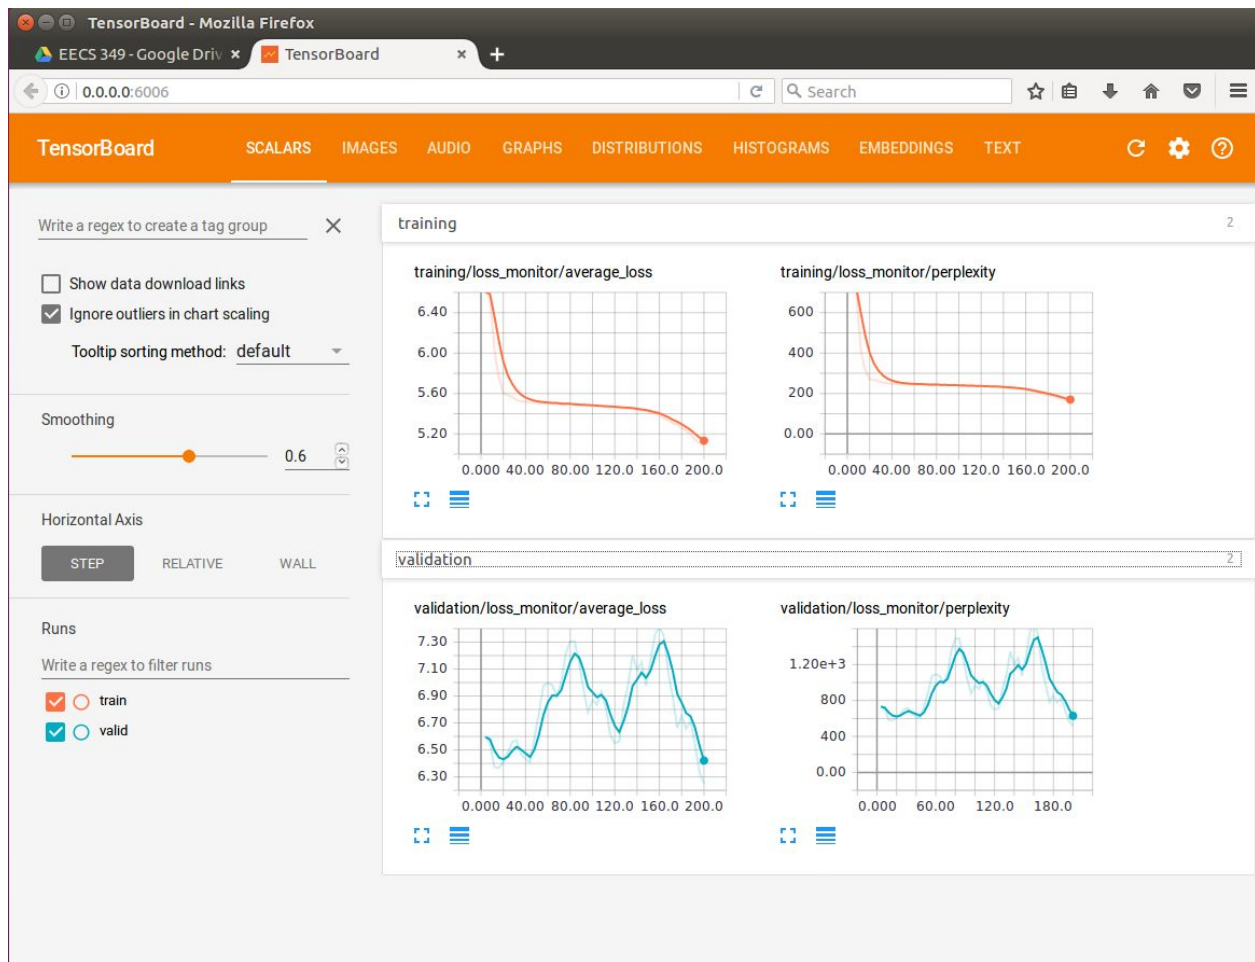 TensorBoard - Mozilla Firefox
EECS 349 - Google Driv
TensorBoard
0.0.0.0:6006
Search
TensorBoard SCALARS IMAGES AUDIO GRAPHS DISTRIBUTIONS HISTOGRAMS EMBEDDINGS TEXT
Write a regex to create a tag group
Show data download links
Ignore outliers in chart scaling
Tooltip sorting method: default
Smoothing
0.6
Horizontal Axis
STEP RELATIVE WALL
Runs
Write a regex to filter runs
train
valid
training 2
training/loss_monitor/average_loss
6.40
6.00
5.60
5.20
0.000 40.00 80.00 120.0 160.0 200.0
training/loss_monitor/perplexity
600
400
200
0.00
0.000 40.00 80.00 120.0 160.0 200.0
validation 2
validation/loss_monitor/average_loss
7.30
7.10
6.90
6.70
6.50
6.30
0.000 40.00 80.00 120.0 160.0 200.0
validation/loss_monitor/perplexity
1.20e+3
800
400
0.00
0.000 60.00 120.0 180.0